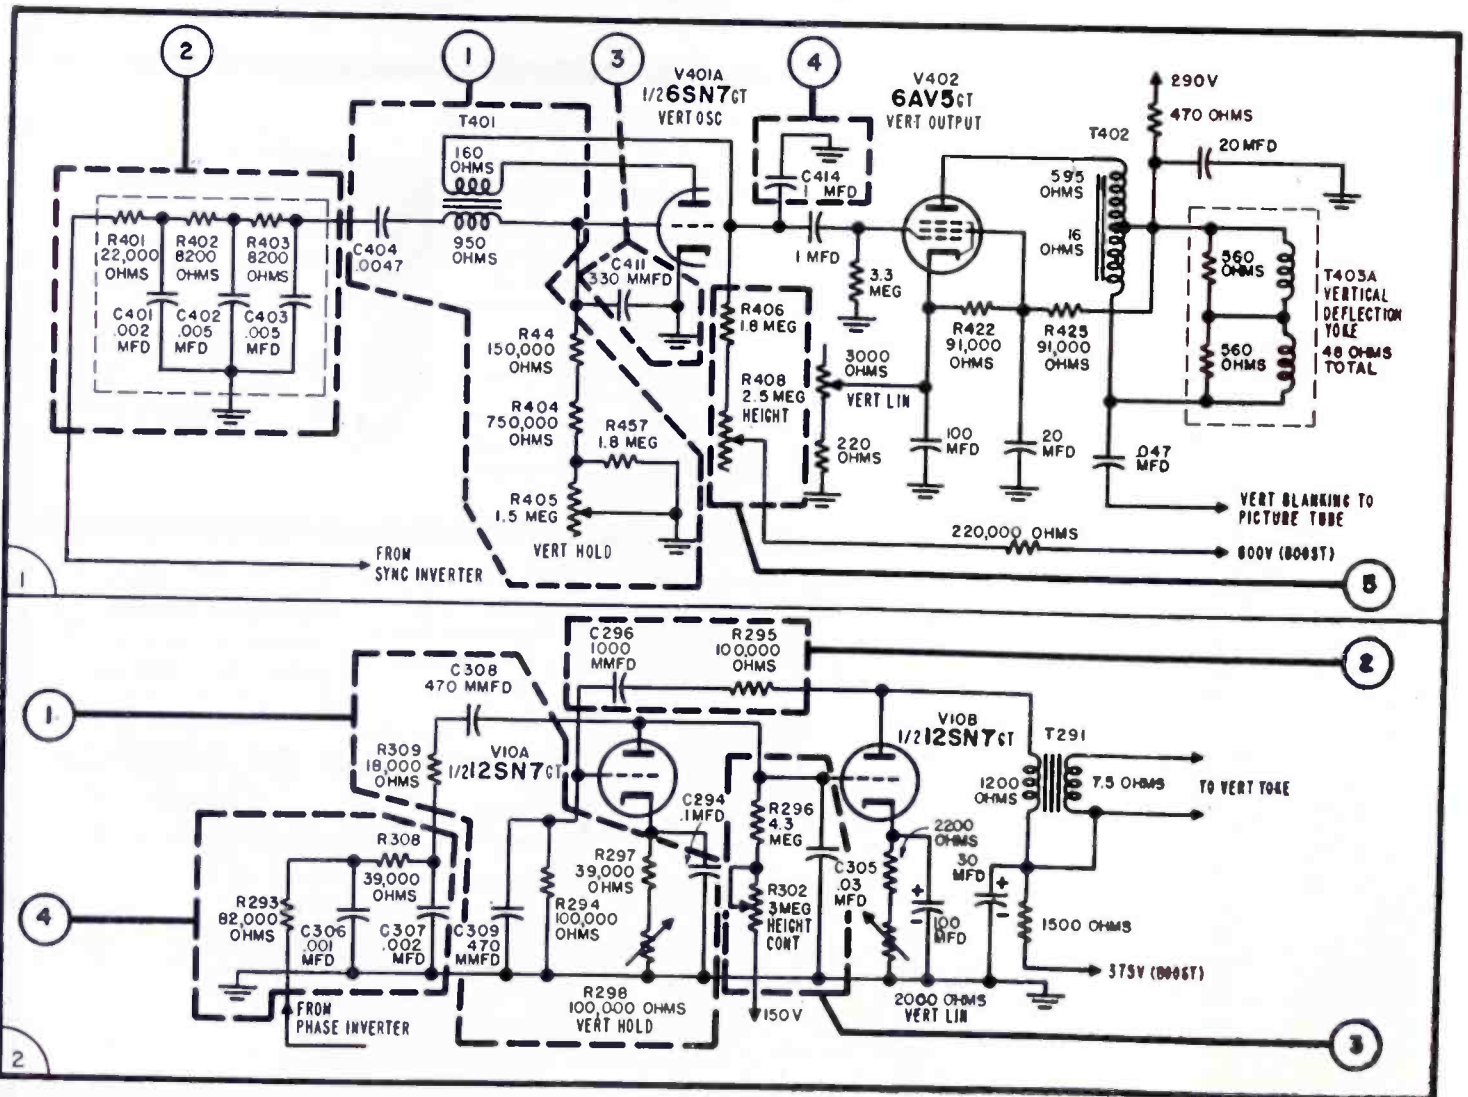 2
1
3
4
V401A
1/2 6SN7GT
VERT OSC
V402
6AV5GT
VERT OUTPUT
290V
470 OHMS
20 MFD
T401
160
OHMS
950
OHMS
C404
.0047
R401
22,000
OHMS
R402
8200
OHMS
R403
8200
OHMS
C401
.002
MFD
C402
.005
MFD
C403
.005
MFD
C411
330 MMFD
C414
.1 MFD
.1 MFD
3.3
MEG
T402
595
OHMS
16
OHMS
560
OHMS
560
OHMS
T403A
VERTICAL
DEFLECTION
YOKE
48 OHMS
TOTAL
R44
150,000
OHMS
R404
750,000
OHMS
R457
1.8 MEG
R405
1.5 MEG
VERT HOLD
R406
1.8 MEG
R408
2.5 MEG
HEIGHT
3000
OHMS
VERT LIN
220
OHMS
R422
91,000
OHMS
R425
91,000
OHMS
100
MFD
20
MFD
.047
MFD
VERT BLANKING TO
PICTURE TUBE
220,000 OHMS
600V (BOOST)
FROM
SYNC INVERTER
5
1
C296
1000
MMFD
R295
100,000
OHMS
2
1
C308
470 MMFD
R309
18,000
OHMS
V10A
1/2 12SN7GT
V10B
1/2 12SN7GT
T291
1200
OHMS
7.5 OHMS
TO VERT YOKE
C294
.1MFD
R296
4.3
MEG
2200
OHMS
30
MFD
R308
39,000
OHMS
R297
39,000
OHMS
C305
.03
MFD
R302
3 MEG
HEIGHT
CONT
4
R293
82,000
OHMS
C306
.001
MFD
C307
.002
MFD
C309
470
MMFD
R294
100,000
OHMS
+
-
100
MFD
+
-
1500 OHMS
375V (BOOST)
FROM
PHASE INVERTER
R298
100,000 OHMS
VERT HOLD
150V
2000 OHMS
VERT LIN
3
2